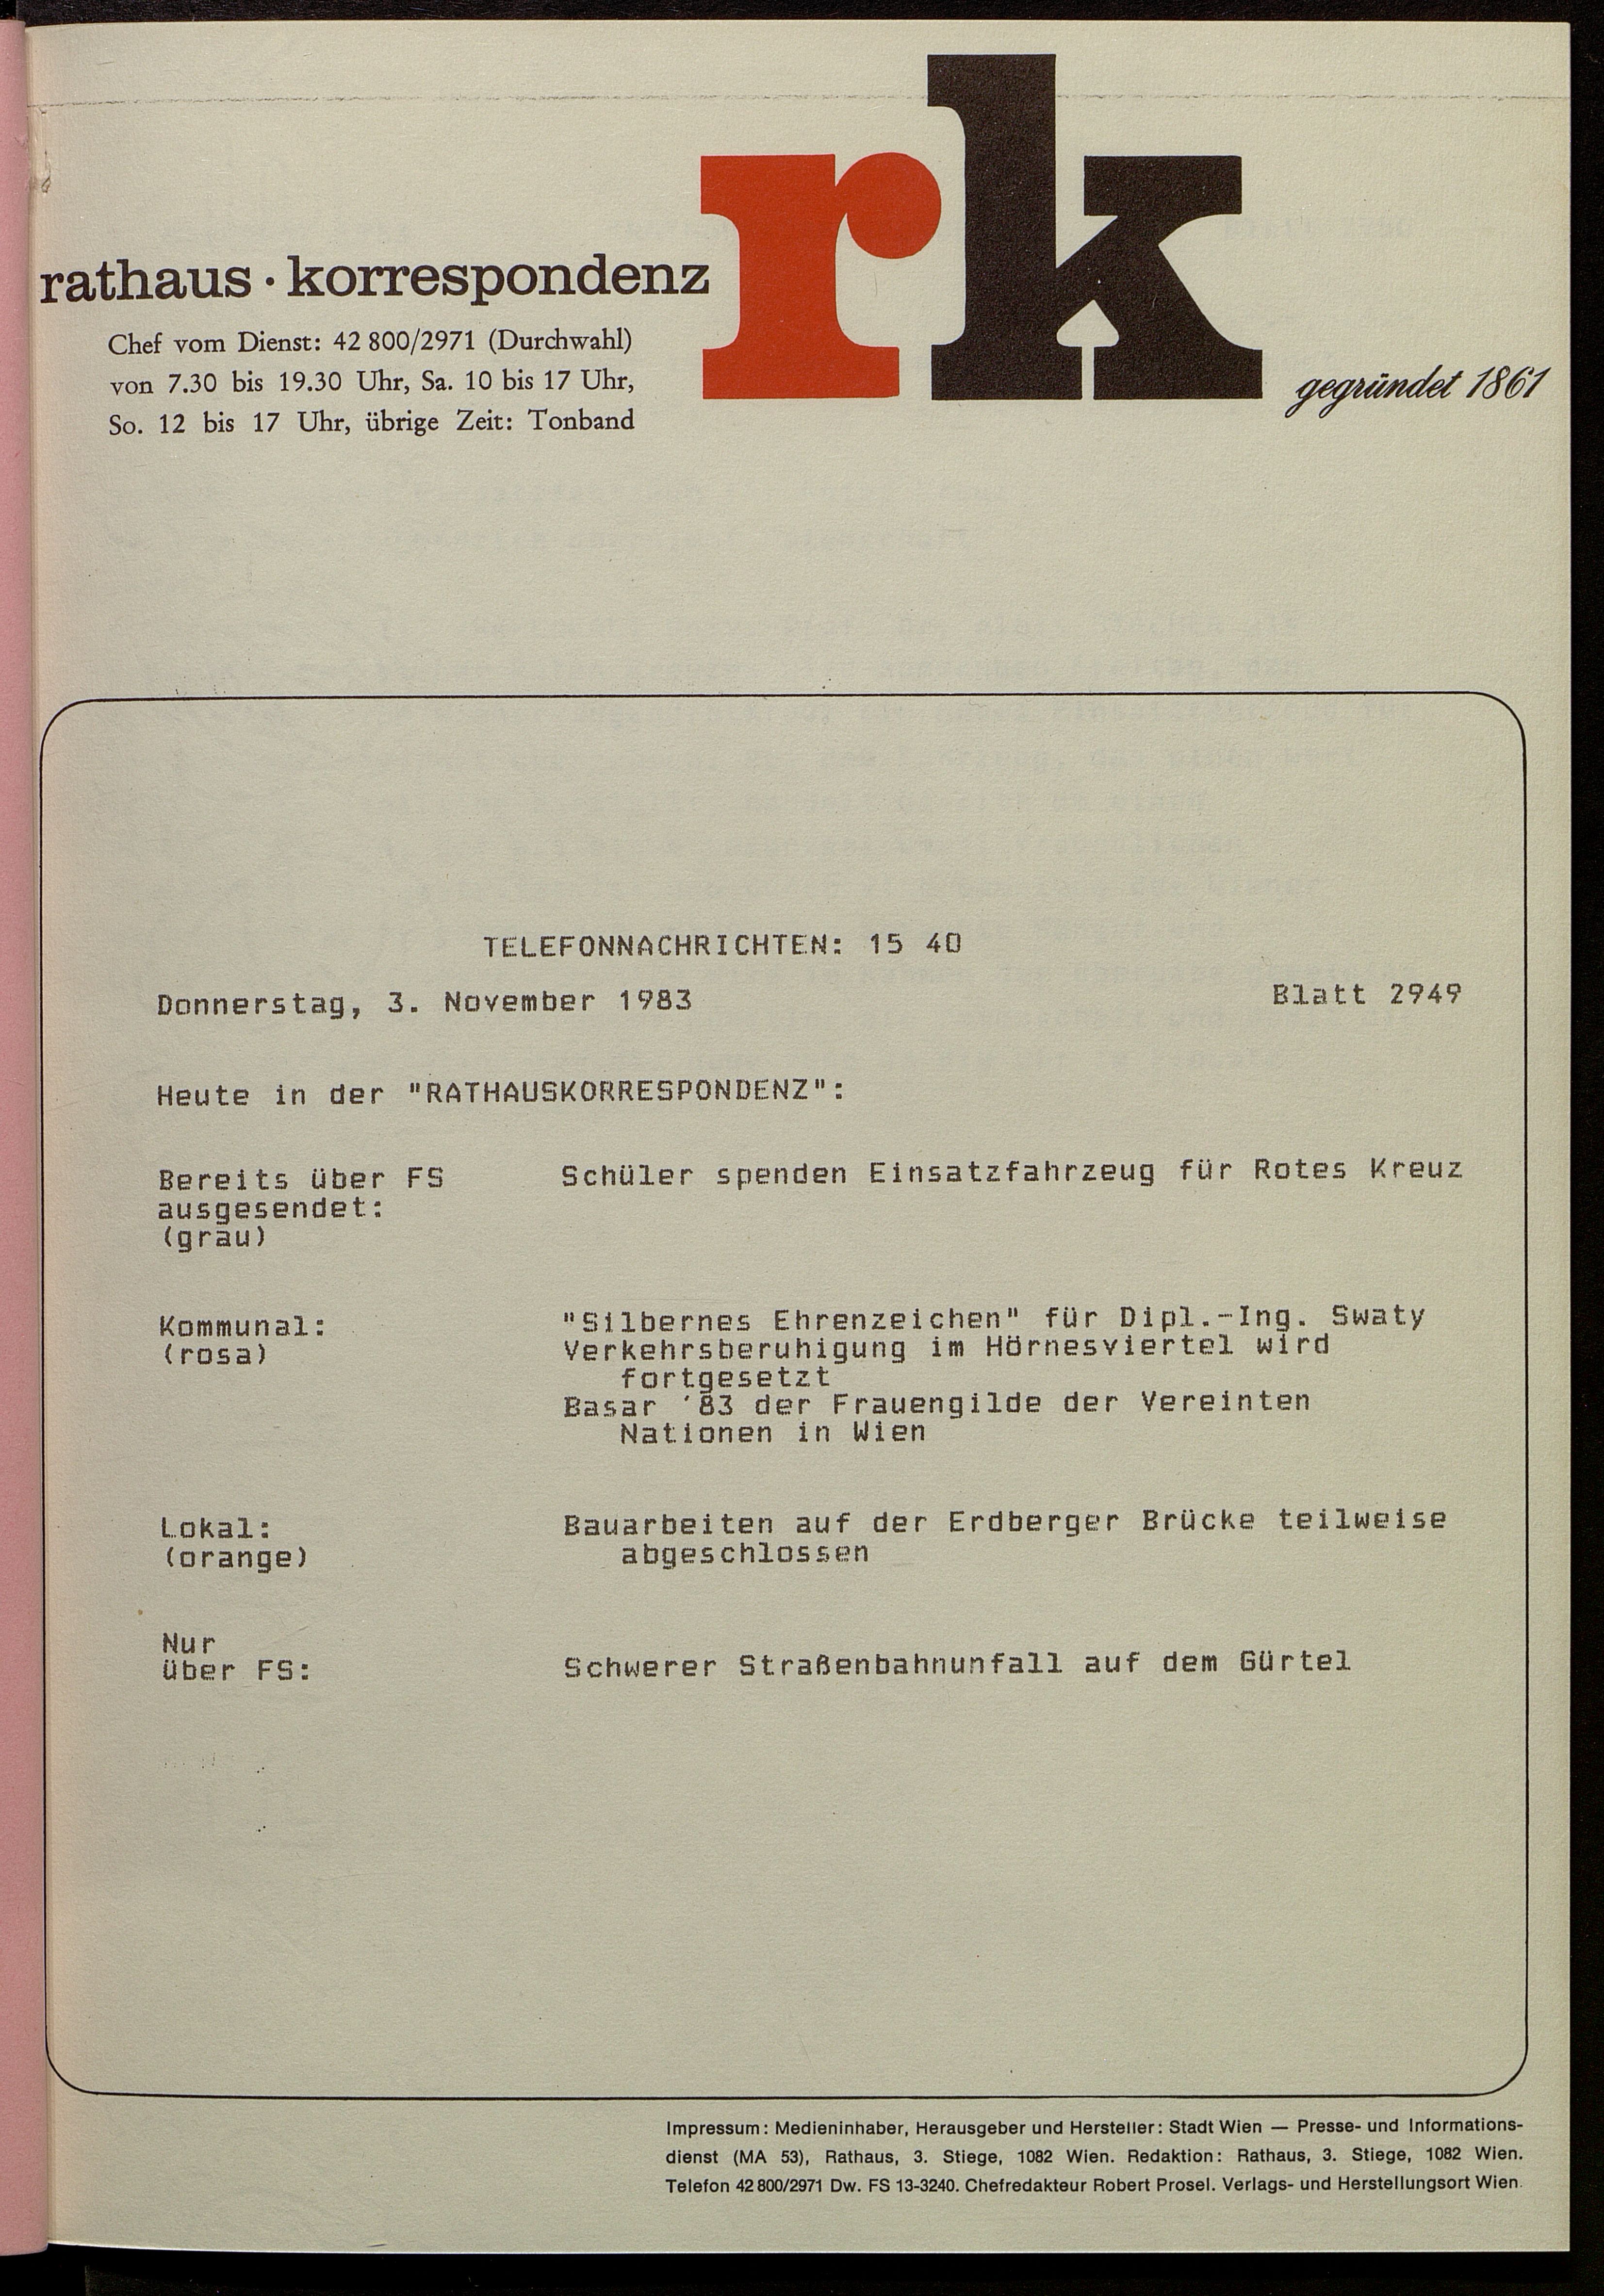 rk
rathaus · korrespondenz
Chef vom Dienst: 42 800/2971 (Durchwahl)
von 7.30 bis 19.30 Uhr, Sa. 10 bis 17 Uhr,
So. 12 bis 17 Uhr, übrige Zeit: Tonband
gegründet 1861
TELEFONNACHRICHTEN: 15 40
Donnerstag, 3. November 1983 Blatt 2949
Heute in der "RATHAUSKORRESPONDENZ":
Bereits über FS Schüler spenden Einsatzfahrzeug für Rotes Kreuz
ausgesendet:
(grau)
Kommunal: "Silbernes Ehrenzeichen" für Dipl.-Ing. Swaty
(rosa) Verkehrsberuhigung im Hörnesviertel wird
fortgesetzt
Basar '83 der Frauengilde der Vereinten
Nationen in Wien
Lokal: Bauarbeiten auf der Erdberger Brücke teilweise
(orange) abgeschlossen
Nur
über FS: Schwerer Straßenbahnunfall auf dem Gürtel
Impressum: Medieninhaber, Herausgeber und Hersteller: Stadt Wien — Presse- und Informations-
dienst (MA 53), Rathaus, 3. Stiege, 1082 Wien. Redaktion: Rathaus, 3. Stiege, 1082 Wien.
Telefon 42 800/2971 Dw. FS 13-3240. Chefredakteur Robert Prosel. Verlags- und Herstellungsort Wien.